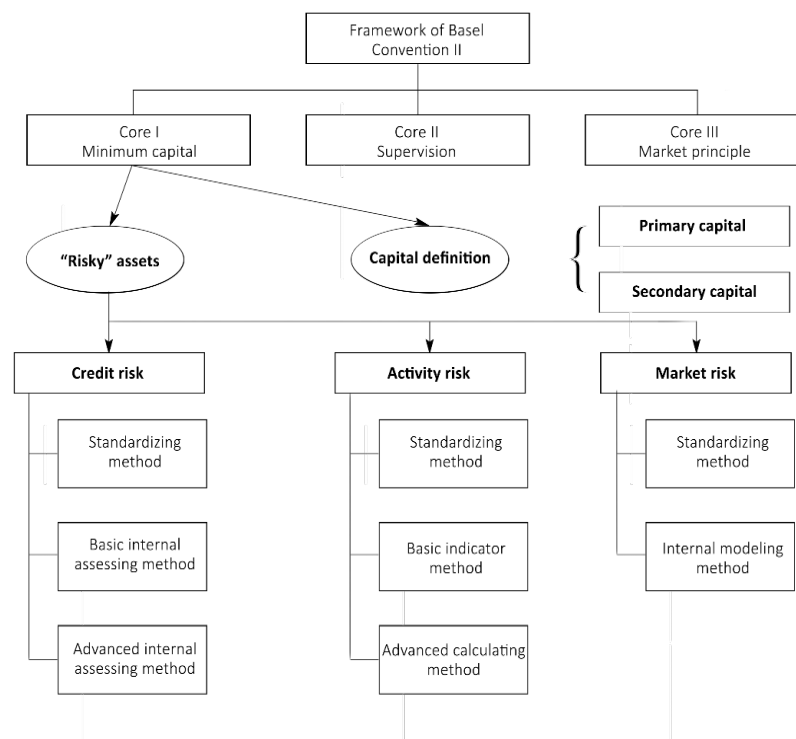 Framework of Basel
Convention II
Core I
Minimum capital
Core II
Supervision
Core III
Market principle
“Risky” assets
Capital definition
Primary capital
Secondary capital
Credit risk
Activity risk
Market risk
Standardizing
method
Standardizing
method
Standardizing
method
Basic internal
assessing method
Basic indicator
method
Internal modeling
method
Advanced internal
assessing method
Advanced calculating
method